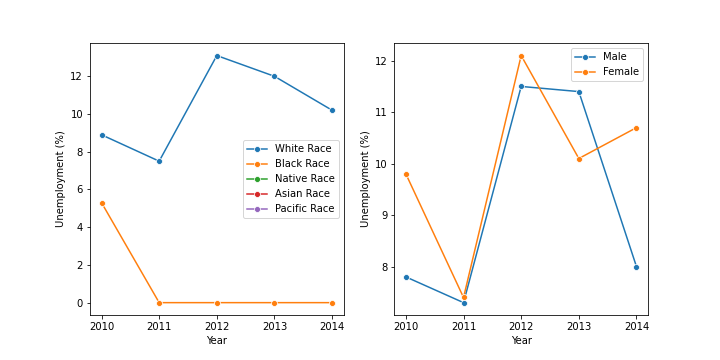 12
10
8
6
4
2
0
Unemployment (%)
2010 2011 2012 2013 2014
Year
White Race
Black Race
Native Race
Asian Race
Pacific Race
12
11
10
9
8
Unemployment (%)
2010 2011 2012 2013 2014
Year
Male
Female